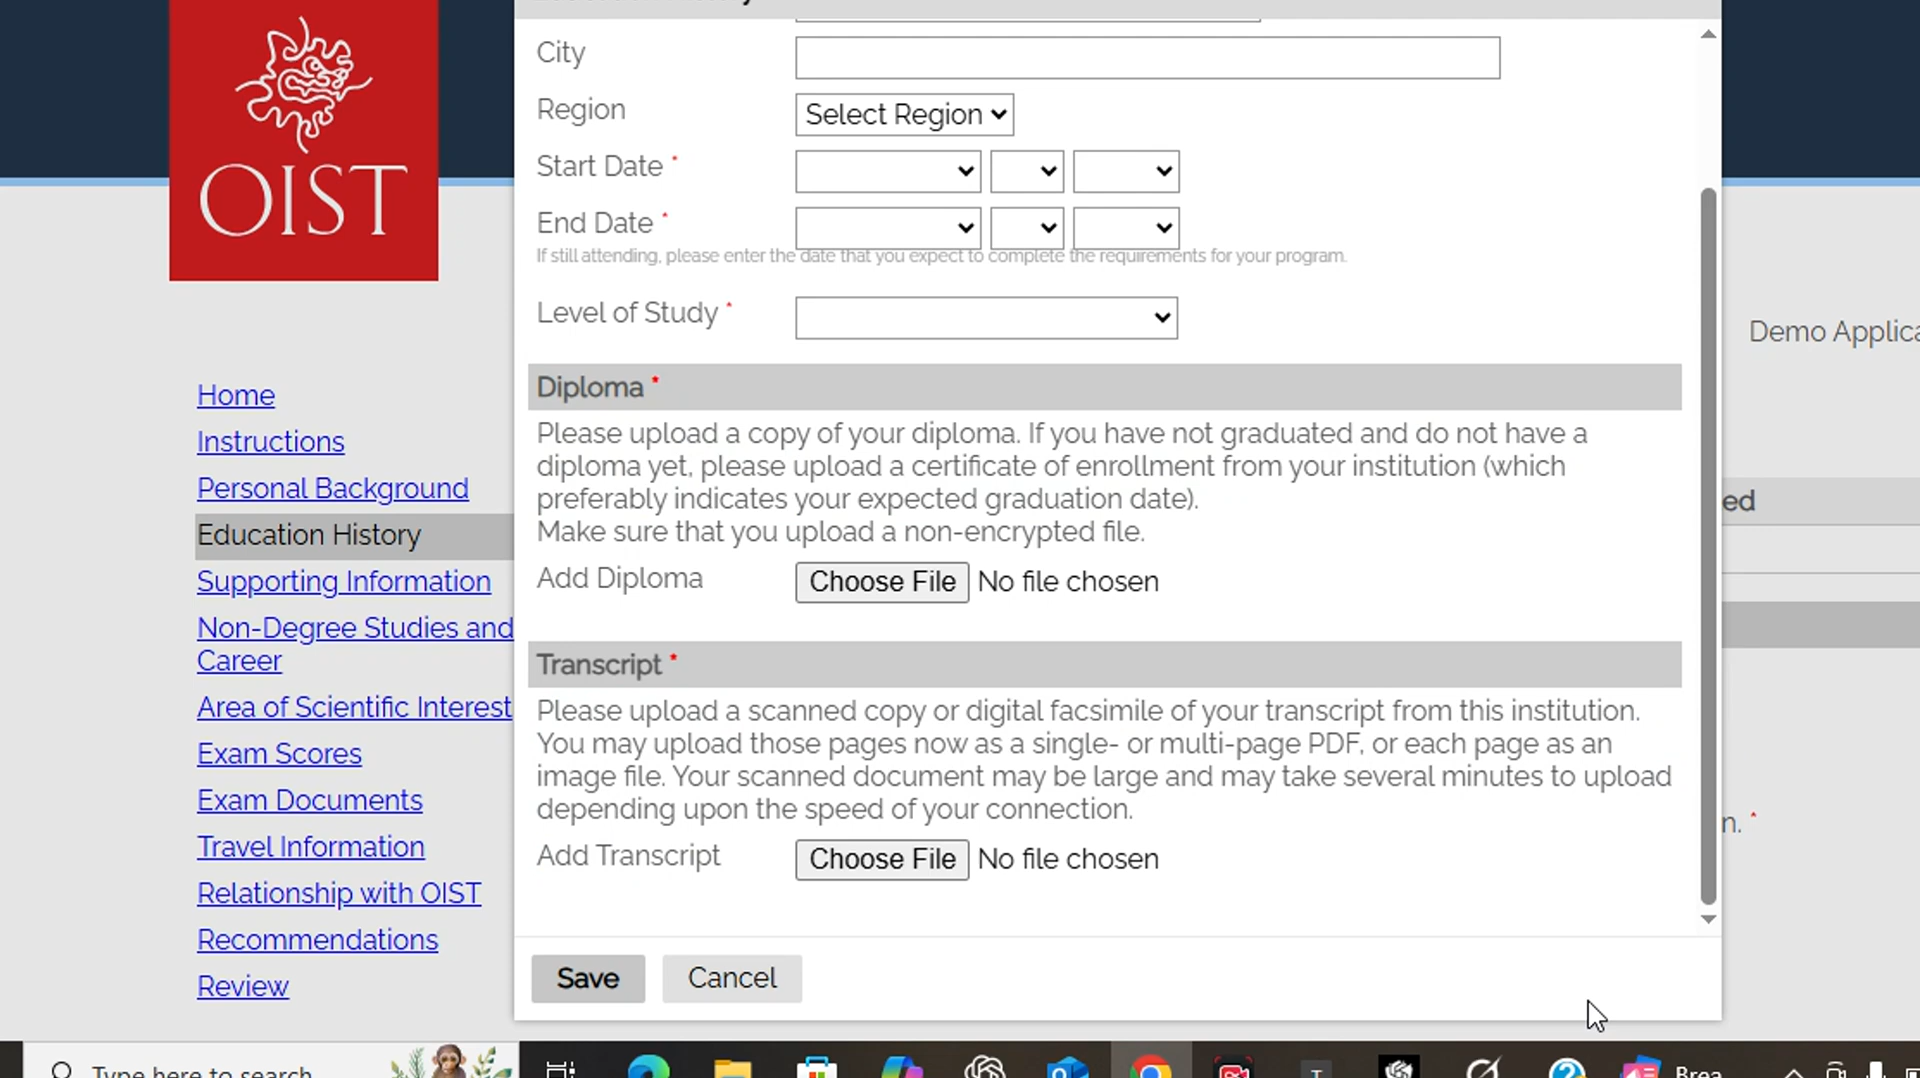 OIST
Home
Instructions
Personal Background
Education History
Supporting Information
Non-Degree Studies and
Career
Area of Scientific Interest
Exam Scores
Exam Documents
Travel Information
Relationship with OIST
Recommendations
Review
City
Region
Select Region
Start Date *
End Date *
If still attending, please enter the date that you expect to complete the requirements for your program.
Level of Study *
Diploma *
Please upload a copy of your diploma. If you have not graduated and do not have a
diploma yet, please upload a certificate of enrollment from your institution (which
preferably indicates your expected graduation date).
Make sure that you upload a non-encrypted file.
Add Diploma
Choose File No file chosen
Transcript *
Please upload a scanned copy or digital facsimile of your transcript from this institution.
You may upload those pages now as a single- or multi-page PDF, or each page as an
image file. Your scanned document may be large and may take several minutes to upload
depending upon the speed of your connection.
Add Transcript
Choose File No file chosen
Save
Cancel
Demo Applica
ed
n. *
Type here to search
Brea